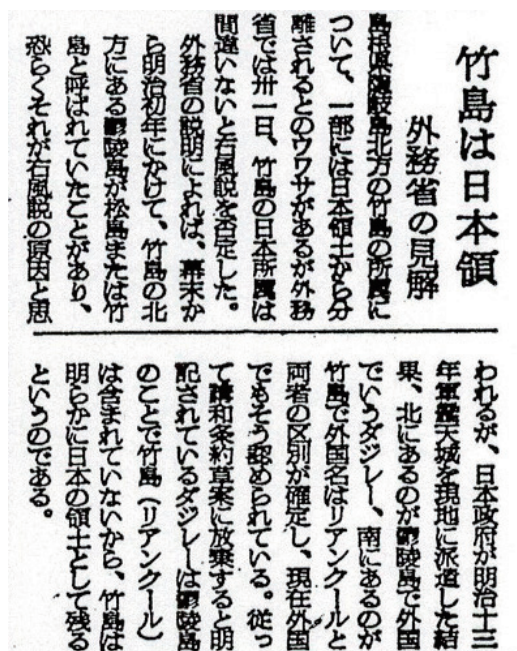 竹島は日本領
外務省の見解
島根県隠岐島北方の竹島の所属に
ついて、一部には日本領土から分
離されるとのウワサがあるが外務
省では卅一日、竹島の日本所属は
間違いないと右風説を否定した。
外務省の説明によれば、幕末か
ら明治初年にかけて、竹島の北
方にある鬱陵島が松島または竹
島と呼ばれていたことがあり、
恐らくそれが右風説の原因と思
われるが、日本政府が明治十三
年軍艦天城を現地に派遣した結
果、北にあるのが鬱陵島で外国
でいうダジレー、南にあるのが
竹島で外国名はリアンクールと
両者の区別が確定し、現在外国
でもそう認められている。従っ
て講和条約草案に放棄すると明
記されているダジレーは鬱陵島
のことで竹島（リアンクール）
は含まれていないから、竹島は
明らかに日本の領土として残る
というのである。